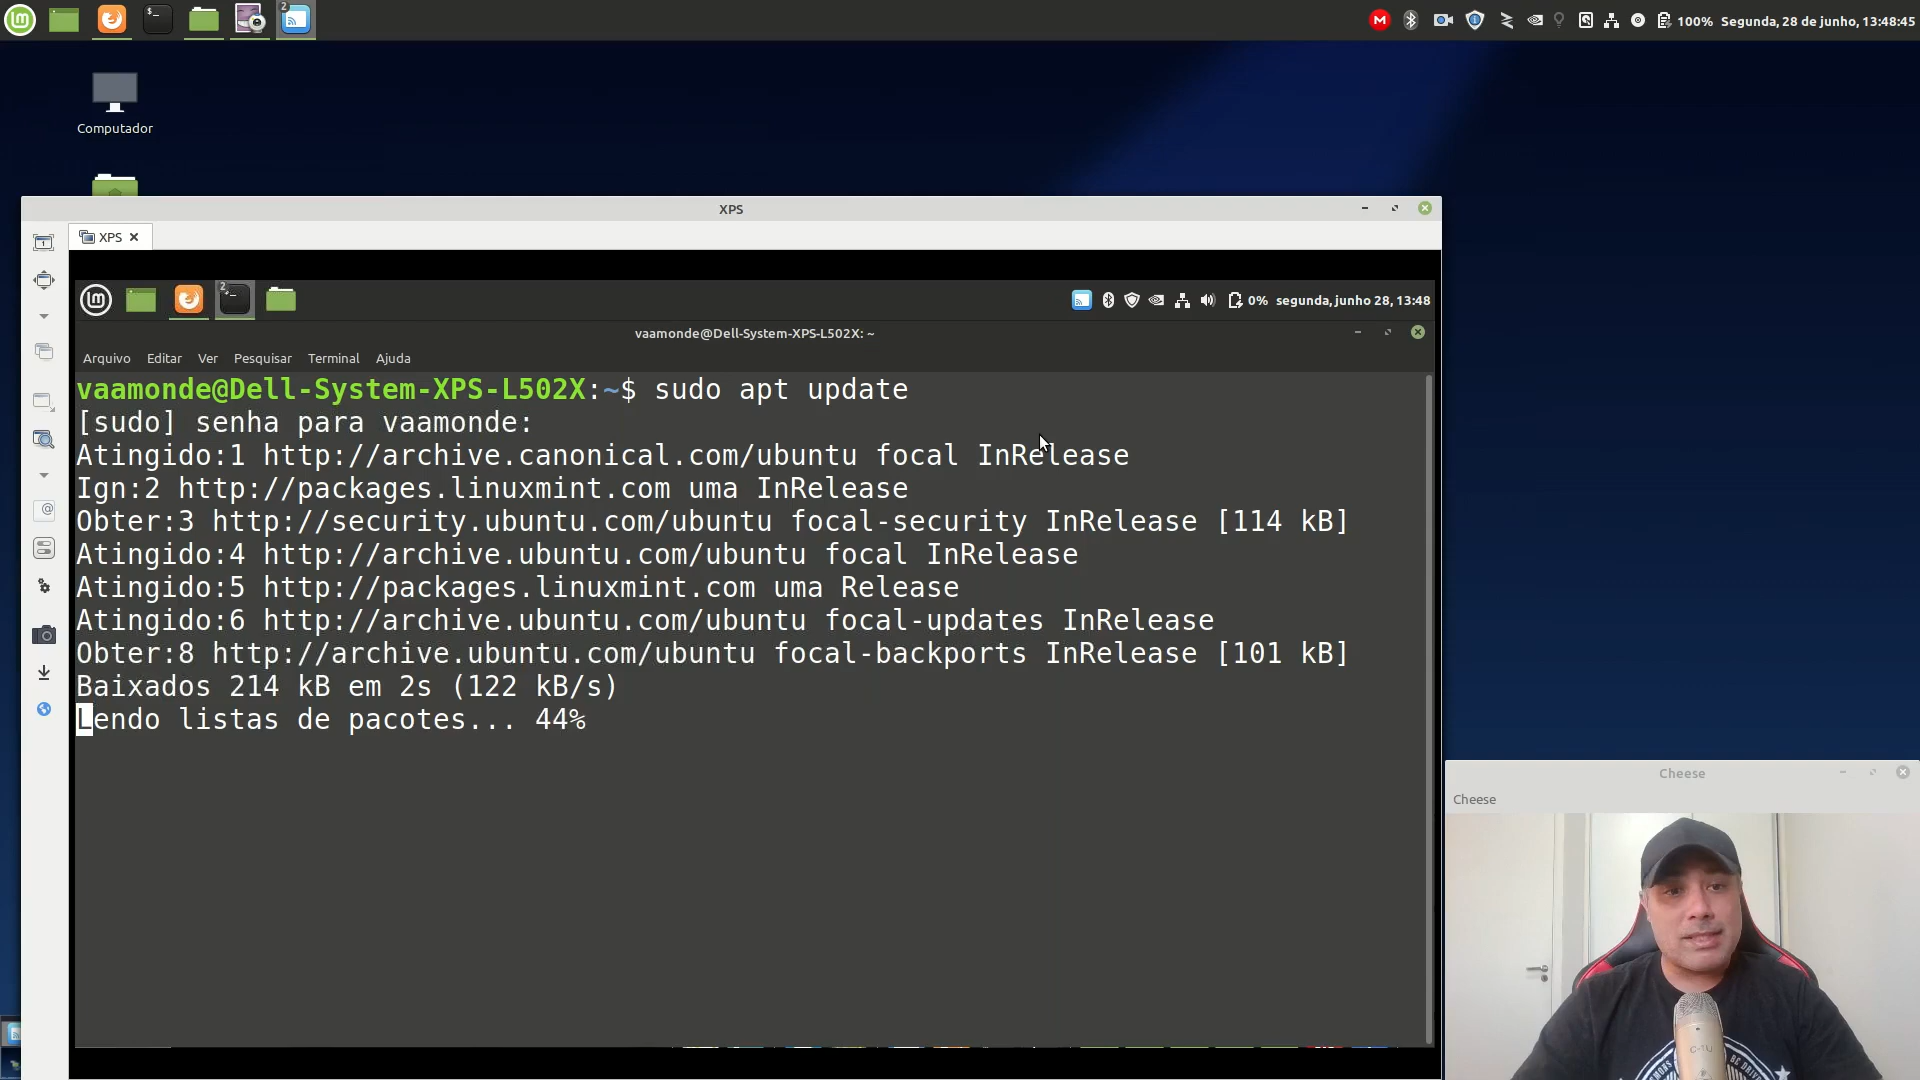 2
100%
Segunda, 28 de junho, 13:48:45
Computador
XPS
XPS
2
0%
segunda, junho 28, 13:48
vaamonde@Dell-System-XPS-L502X: ~
Arquivo Editar Ver Pesquisar Terminal Ajuda
vaamonde@Dell-System-XPS-L502X:~$ sudo apt update
[sudo] senha para vaamonde:
Atingido:1 http://archive.canonical.com/ubuntu focal InRelease
Ign:2 http://packages.linuxmint.com uma InRelease
Obter:3 http://security.ubuntu.com/ubuntu focal-security InRelease [114 kB]
Atingido:4 http://archive.ubuntu.com/ubuntu focal InRelease
Atingido:5 http://packages.linuxmint.com uma Release
Atingido:6 http://archive.ubuntu.com/ubuntu focal-updates InRelease
Obter:8 http://archive.ubuntu.com/ubuntu focal-backports InRelease [101 kB]
Baixados 214 kB em 2s (122 kB/s)
Lendo listas de pacotes... 44%
Cheese
Cheese